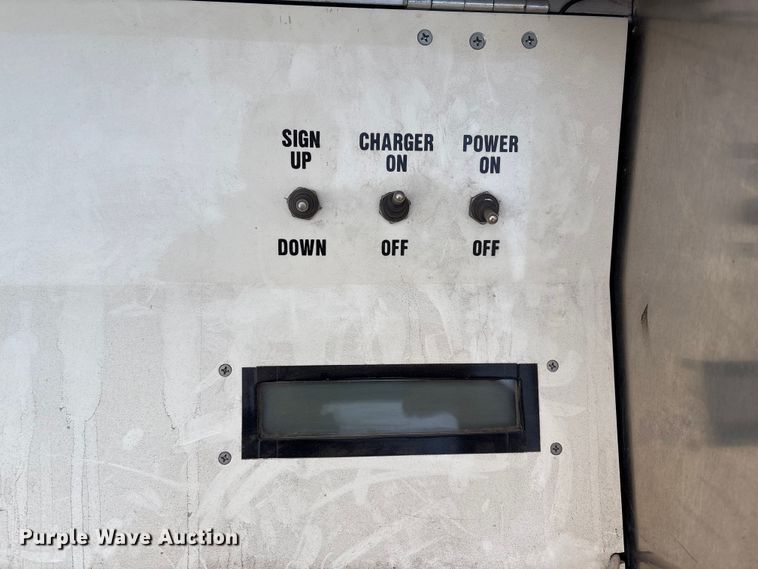 SIGN UP
CHARGER ON
POWER ON
DOWN
OFF
OFF
Purple Wave Auction